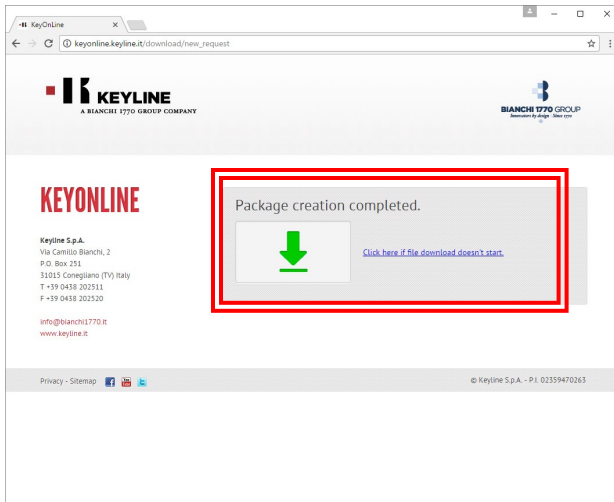 KeyOnLine
keyonline.keyline.it/download/new_request
KEYLINE
A BIANCHI 1770 GROUP COMPANY
BIANCHI 1770 GROUP
Innovators by design - Since 1770
KEYONLINE
Package creation completed.
Click here if file download doesn't start.
Keyline S.p.A.
Via Camillo Bianchi, 2
P.O. Box 251
31015 Conegliano (TV) Italy
T +39 0438 202511
F +39 0438 202520
info@bianchi1770.it
www.keyline.it
Privacy - Sitemap
© Keyline S.p.A. - P.I. 02359470263